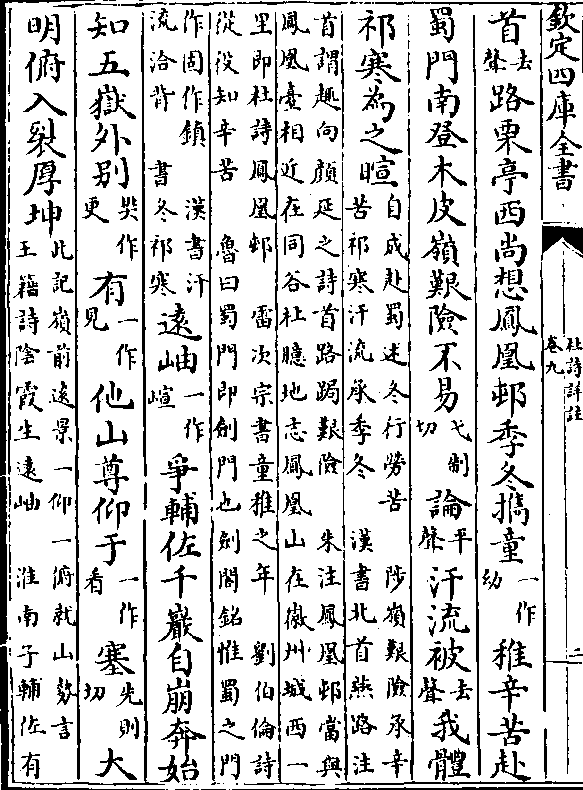 欽定四庫全書
杜詩詳註
卷九
二
首去聲路栗亭西尚想鳳凰邨季冬攜童一作幼稚辛苦赴
蜀門南登木皮嶺艱險不易弋制切論平聲汗流被去聲我體
祁寒為之暄自成赴蜀述冬行勞苦 陟嶺艱險承辛
苦祁寒汗流承季冬 漢書北首燕路注
首謂趣向顔延之詩首路跼艱險 朱注鳳凰邨當與
鳳凰臺相近在同谷杜臆地志鳳凰山在徽州城西一
里即杜詩鳳凰邨 雷次宗書童稚之年 劉伯倫詩
從役知辛苦 魯曰蜀門即劍門也劍閣銘惟蜀之門
作固作鎮 漢書汗
流洽背 書冬祁寒
遠岫一作爭輔佐千巖自崩奔始
知五嶽外别作更有一作見他山尊仰于一作看塞先則切大
明俯入裂厚坤此記嶺前遠景一仰一俯就山勢言
王籍詩陰霞生遠岫 淮南子輔佐有